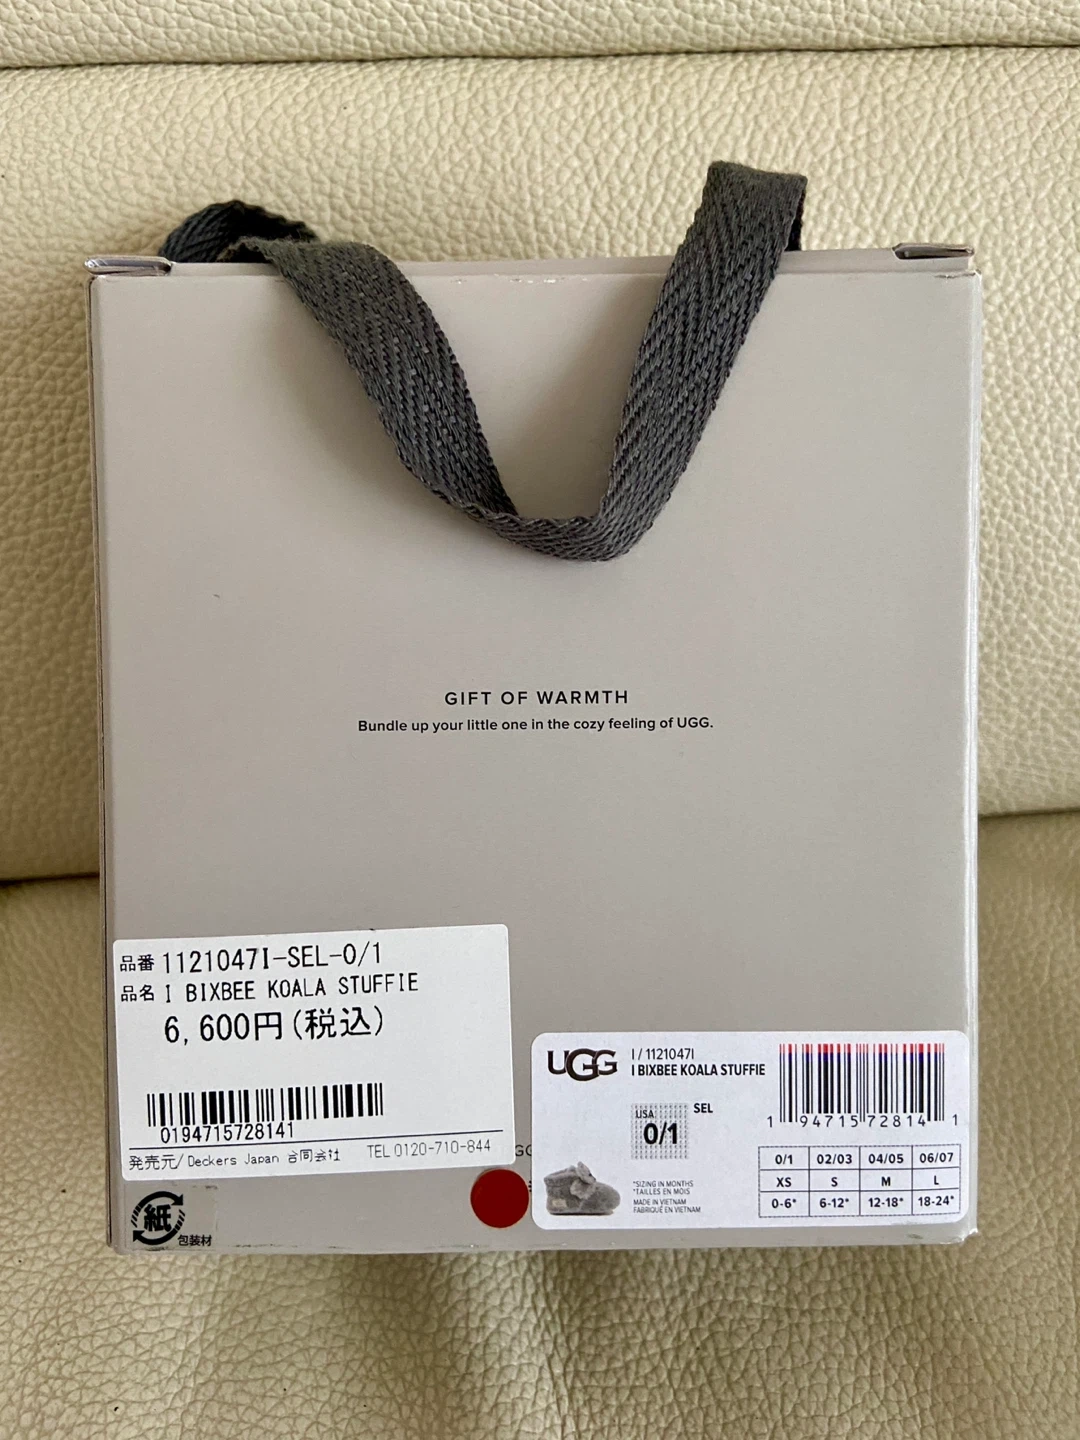 GIFT OF WARMTH
Bundle up your little one in the cozy feeling of UGG.
品番 1121047I-SEL-0/1
品名 I BIXBEE KOALA STUFFIE
6,600円(税込)
0194715728141
発売元/Deckers Japan 合同会社 TEL 0120-710-844
紙
包装材
UGG
I / 1121047I
I BIXBEE KOALA STUFFIE
USA
0/1
SEL
1 94715 72814 1
*SIZING IN MONTHS
*TAILLES EN MOIS
MADE IN VIETNAM
FABRIQUÉ EN VIETNAM
0/1 02/03 04/05 06/07
XS S M L
0-6* 6-12* 12-18* 18-24*